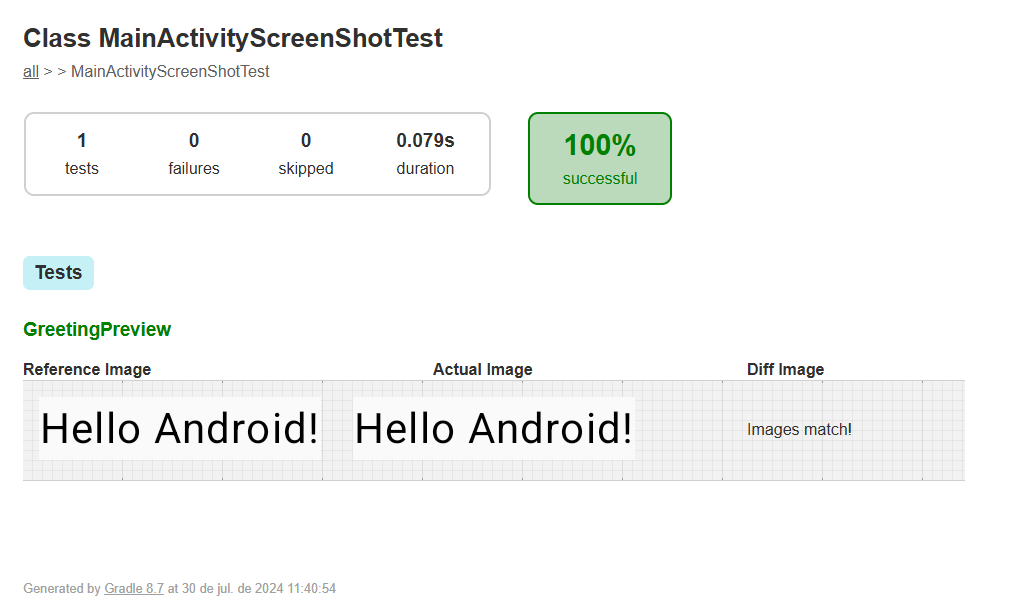 Class MainActivityScreenShotTest
all > > MainActivityScreenShotTest
1 0 0 0.079s 100%
tests failures skipped duration successful
Tests
GreetingPreview
Reference Image Actual Image Diff Image
Hello Android! Hello Android! Images match!
Generated by Gradle 8.7 at 30 de jul. de 2024 11:40:54